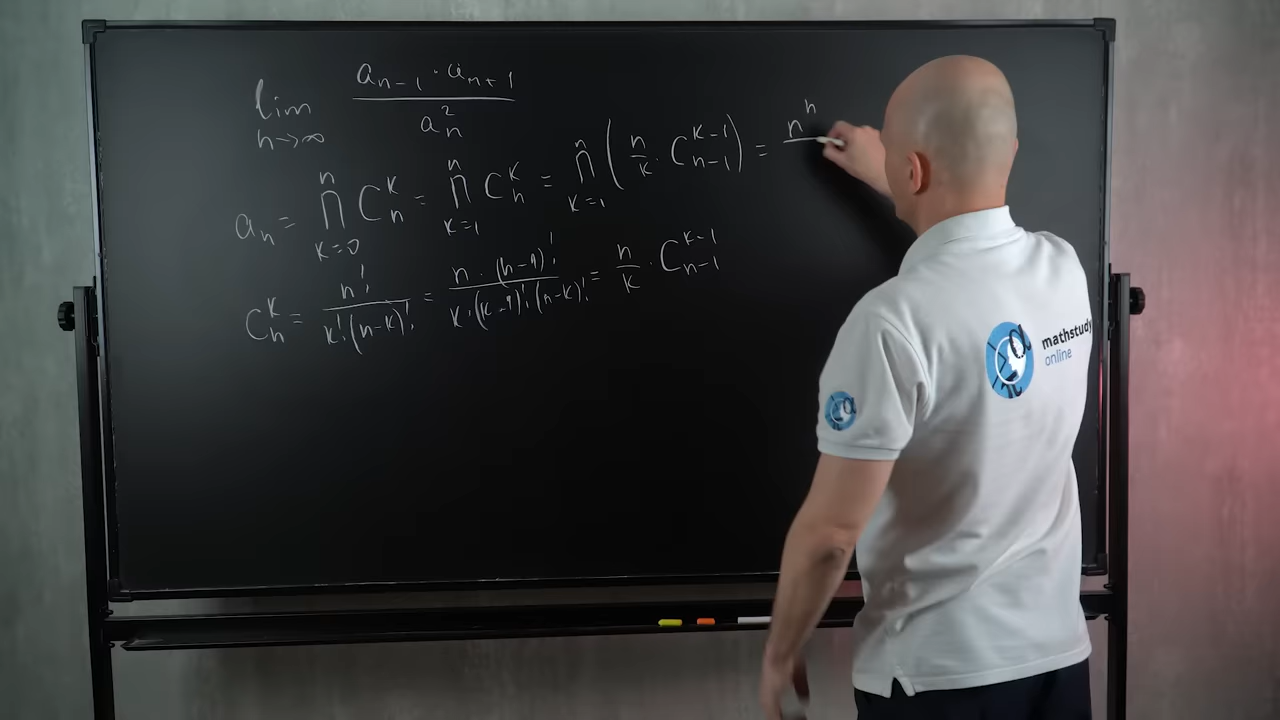 lim n→∞ a_{n-1} · a_{n+1} / a_n^2
a_n = ∏_{k=0}^{n} C_n^k = ∏_{k=1}^{n} C_n^k = ∏_{k=1}^{n} ( n/k · C_{n-1}^{k-1} ) = n^n
C_n^k = n! / k!·(n-k)! = n·(n-1)! / k·(k-1)!·(n-k)! = n/k · C_{n-1}^{k-1}
mathstudy
online